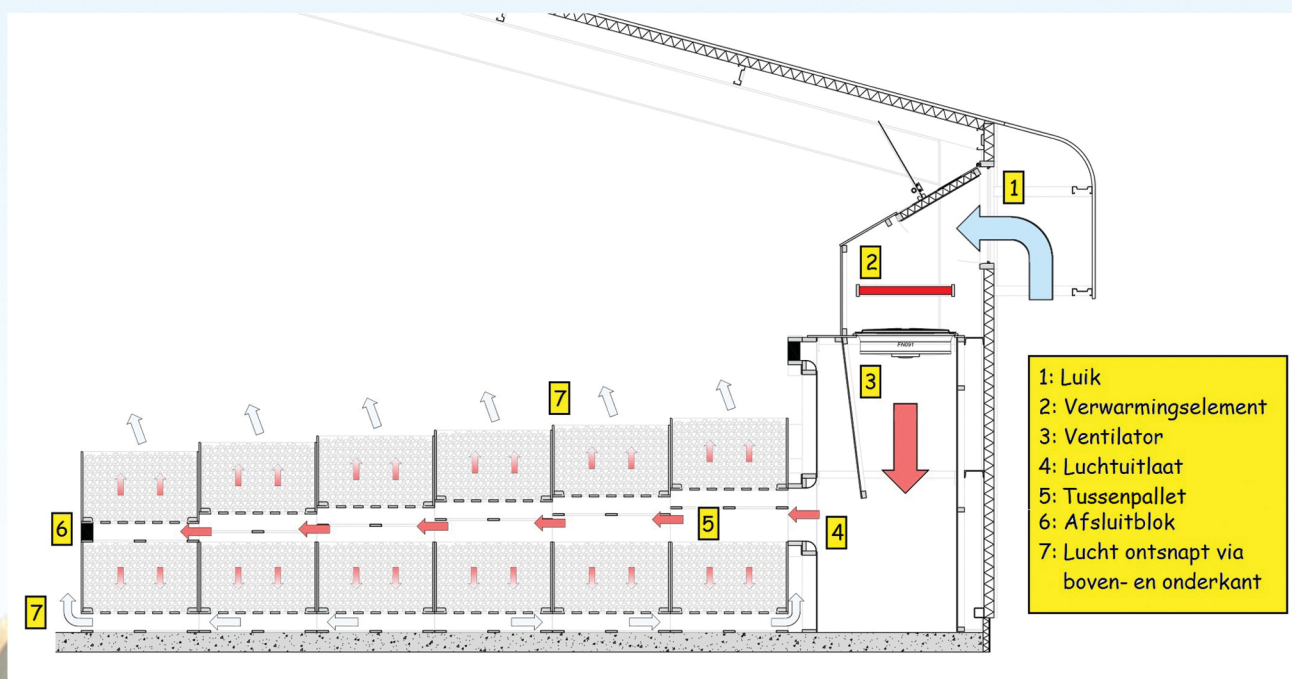 1
2
FN091
3
7
5
4
6
7
1: Luik
2: Verwarmingselement
3: Ventilator
4: Luchtuitlaat
5: Tussenpallet
6: Afsluitblok
7: Lucht ontsnapt via
boven- en onderkant